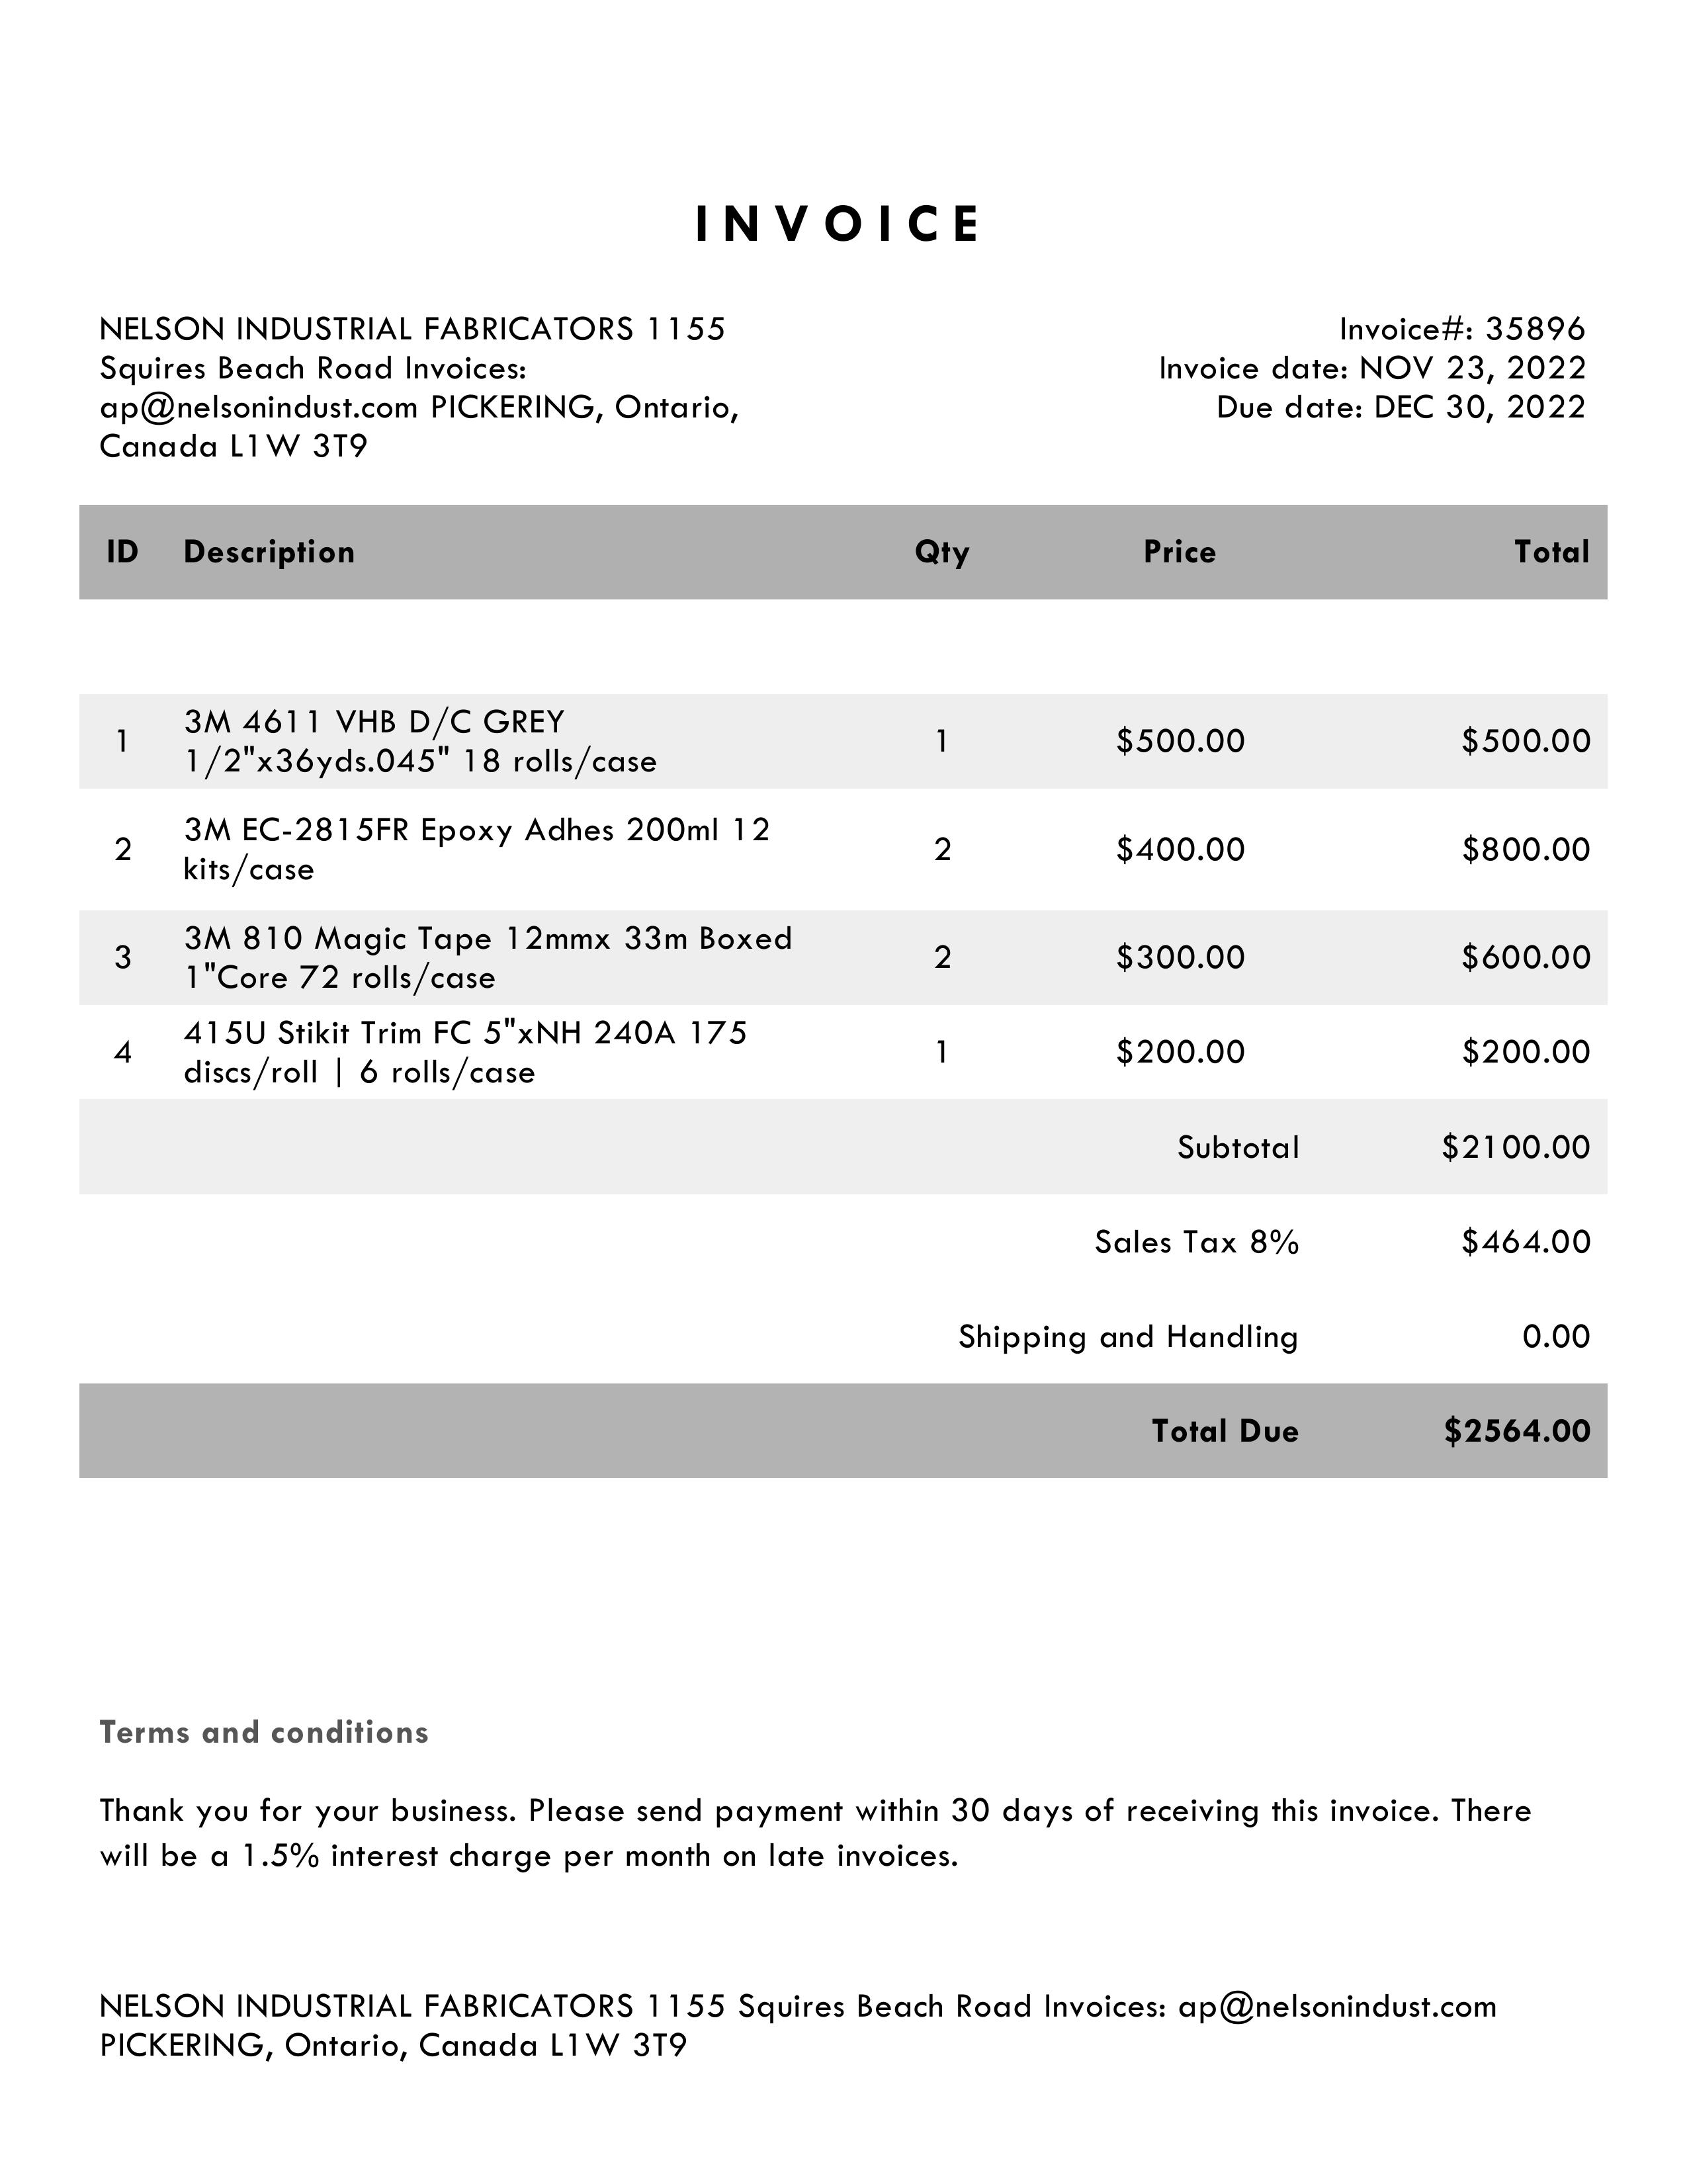 INVOICE
NELSON INDUSTRIAL FABRICATORS 1155
Squires Beach Road Invoices:
ap@nelsonindust.com PICKERING, Ontario,
Canada L1W 3T9
Invoice#: 35896
Invoice date: NOV 23, 2022
Due date: DEC 30, 2022
ID Description Qty Price Total
1 3M 4611 VHB D/C GREY
1/2"x36yds.045" 18 rolls/case 1 $500.00 $500.00
2 3M EC-2815FR Epoxy Adhes 200ml 12
kits/case 2 $400.00 $800.00
3 3M 810 Magic Tape 12mmx 33m Boxed
1"Core 72 rolls/case 2 $300.00 $600.00
4 415U Stikit Trim FC 5"xNH 240A 175
discs/roll | 6 rolls/case 1 $200.00 $200.00
Subtotal $2100.00
Sales Tax 8% $464.00
Shipping and Handling 0.00
Total Due $2564.00
Terms and conditions
Thank you for your business. Please send payment within 30 days of receiving this invoice. There
will be a 1.5% interest charge per month on late invoices.
NELSON INDUSTRIAL FABRICATORS 1155 Squires Beach Road Invoices: ap@nelsonindust.com
PICKERING, Ontario, Canada L1W 3T9